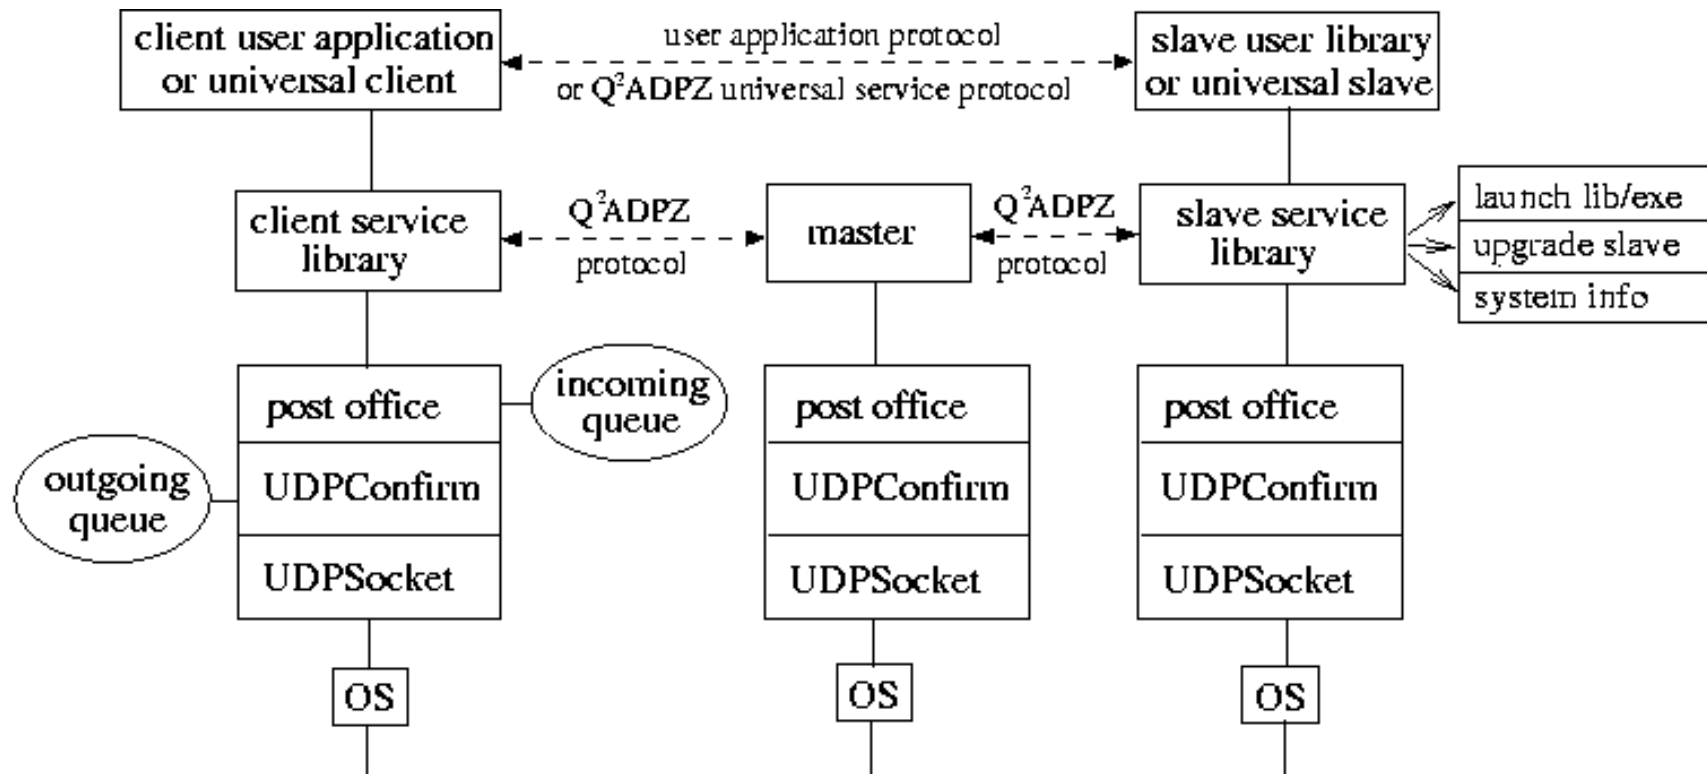 client user application
or universal client
user application protocol
or Q²ADPZ universal service protocol
slave user library
or universal slave
client service
library
Q²ADPZ
protocol
master
Q²ADPZ
protocol
slave service
library
launch lib/exe
upgrade slave
system info
incoming
queue
outgoing
queue
post office
UDPConfirm
UDPSocket
post office
UDPConfirm
UDPSocket
post office
UDPConfirm
UDPSocket
OS
OS
OS